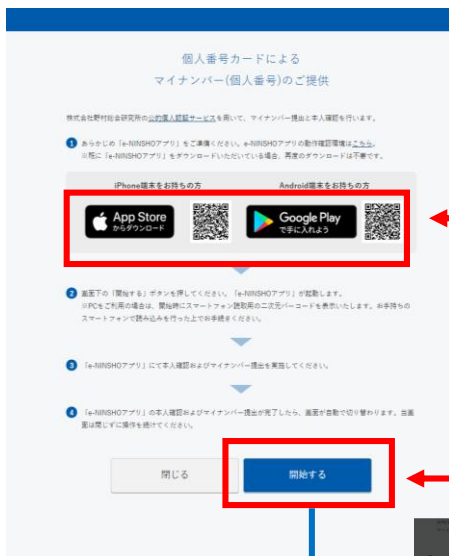 個人番号カードによる
マイナンバー(個人番号)のご提供
株式会社野村総合研究所の公的個人認証サービスを用いて、マイナンバー提出と本人確認を行います。
1 あらかじめ「e-NINSHOアプリ」をご準備ください。e-NINSHOアプリの動作確認環境はこちら。
※既に「e-NINSHOアプリ」をダウンロードいただいている場合、再度のダウンロードは不要です。
iPhone端末をお持ちの方
Android端末をお持ちの方
App Store
からダウンロード
Google Play
で手に入れよう
2 画面下の「開始する」ボタンを押してください。「e-NINSHOアプリ」が起動します。
※PCをご利用の場合は、開始時にスマートフォン読取用の二次元バーコードを表示いたします。お手持ちの
スマートフォンで読み込みを行った上でお手続きください。
3 「e-NINSHOアプリ」にて本人確認およびマイナンバー提出を実施してください。
4 「e-NINSHOアプリ」の本人確認およびマイナンバー提出が完了したら、画面が自動で切り替わります。当画
面は閉じずに操作を続けてください。
閉じる
開始する